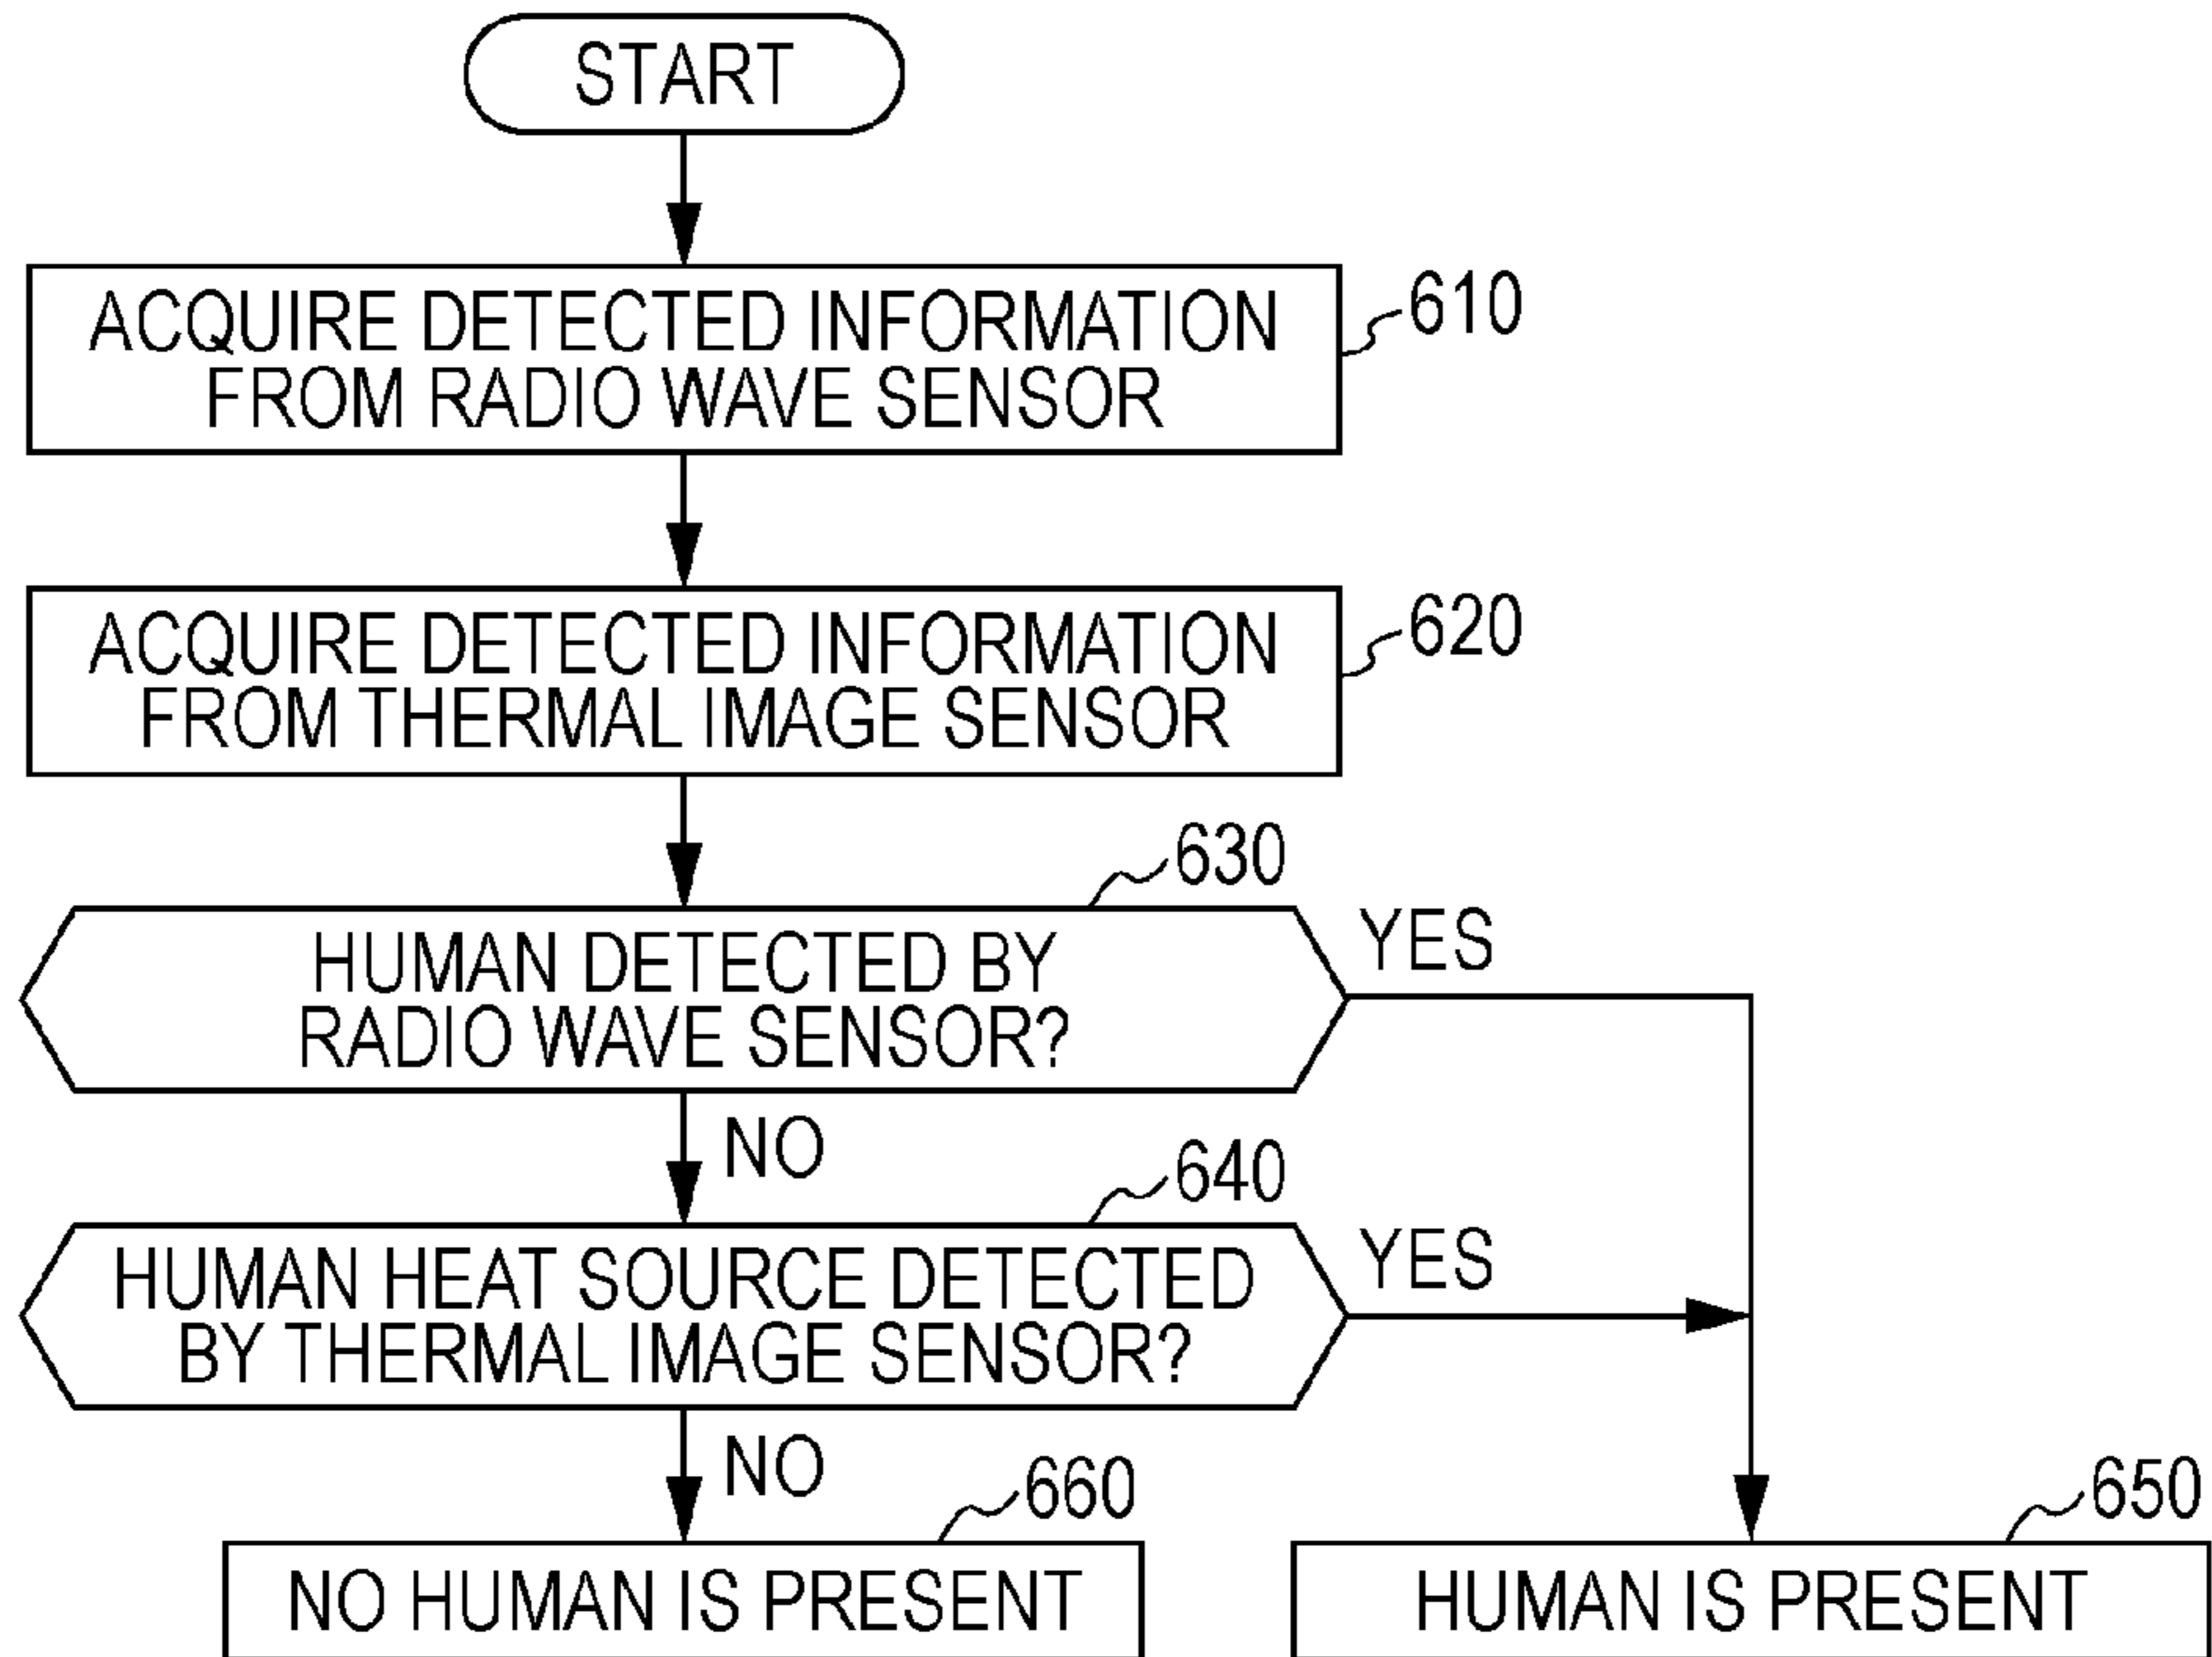 START
ACQUIRE DETECTED INFORMATION
FROM RADIO WAVE SENSOR
610
ACQUIRE DETECTED INFORMATION
FROM THERMAL IMAGE SENSOR
620
630
HUMAN DETECTED BY
RADIO WAVE SENSOR?
YES
NO
640
HUMAN HEAT SOURCE DETECTED
BY THERMAL IMAGE SENSOR?
YES
NO
660
NO HUMAN IS PRESENT
650
HUMAN IS PRESENT